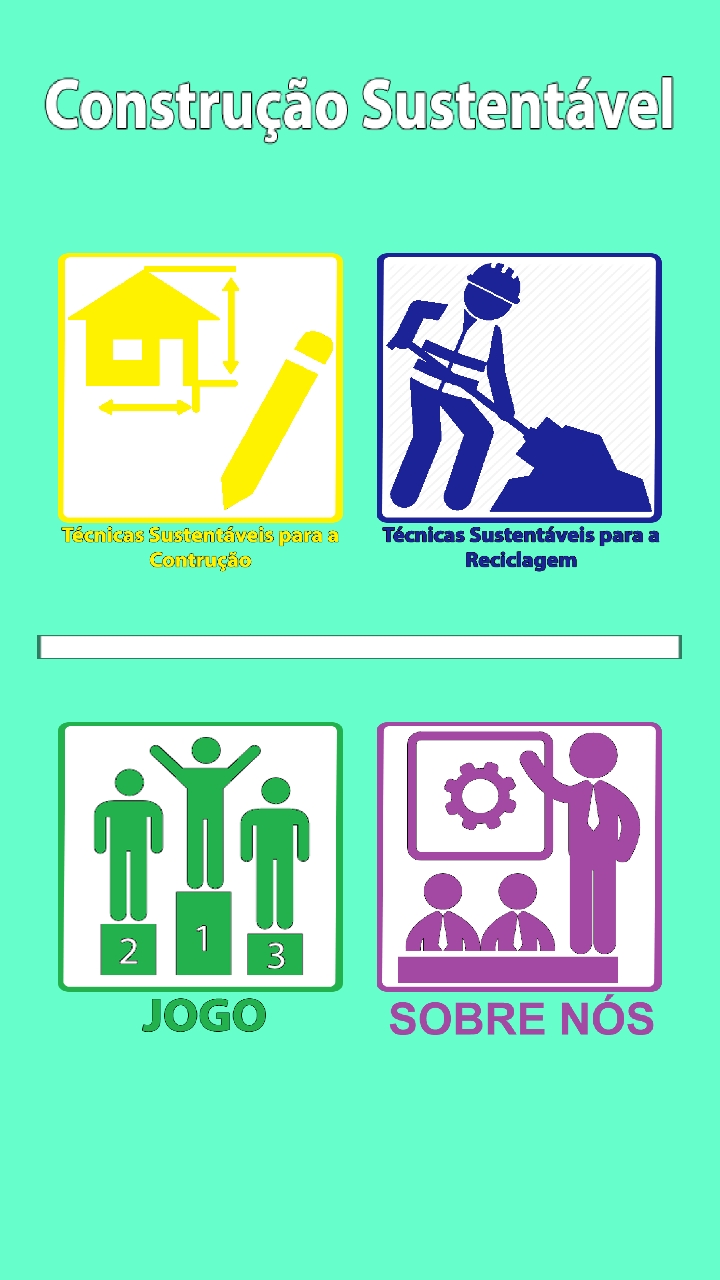 Construção Sustentável
Técnicas Sustentáveis para a
Contrução
Técnicas Sustentáveis para a
Reciclagem
2
1
3
JOGO
SOBRE NÓS